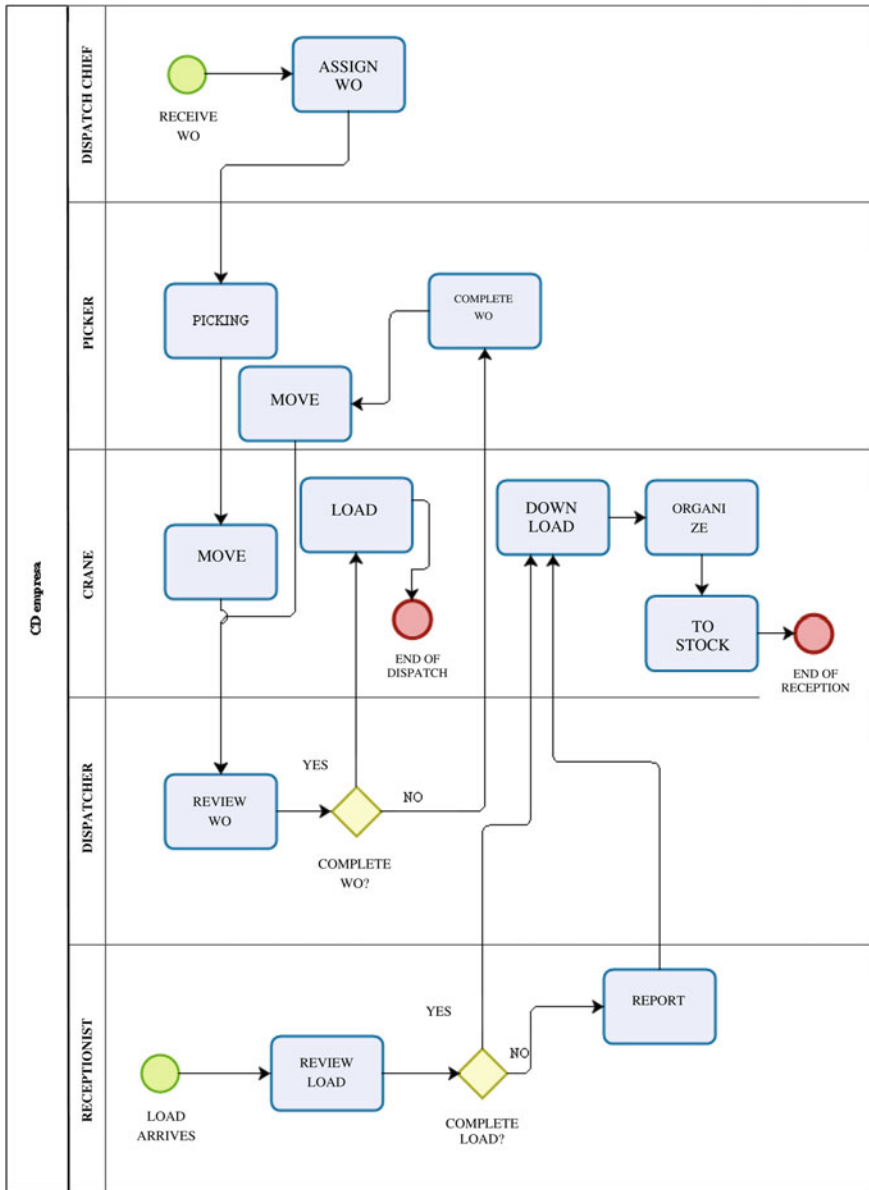 CD empresa
DISPATCH CHIEF
RECEIVE
WO
ASSIGN
WO
PICKER
PICKING
COMPLETE
WO
MOVE
CRANE
MOVE
LOAD
END OF
DISPATCH
DOWN
LOAD
ORGANI
ZE
TO
STOCK
END OF
RECEPTION
DISPATCHER
REVIEW
WO
YES
NO
COMPLETE
WO?
RECEPTIONIST
LOAD
ARRIVES
REVIEW
LOAD
YES
NO
COMPLETE
LOAD?
REPORT